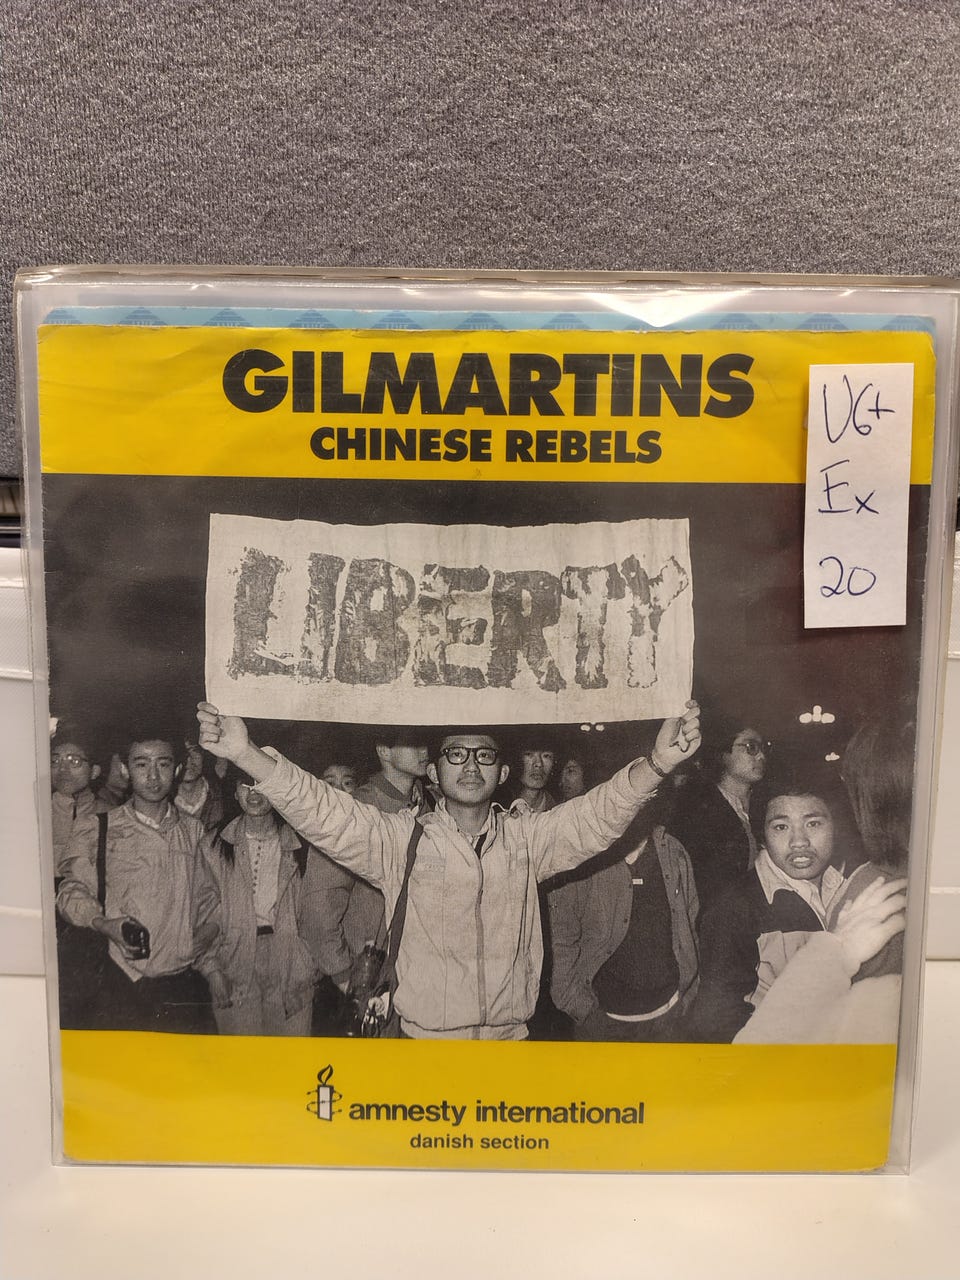 GILMARTINS
CHINESE REBELS
VG+
Ex
20
LIBERTY
amnesty international
danish section